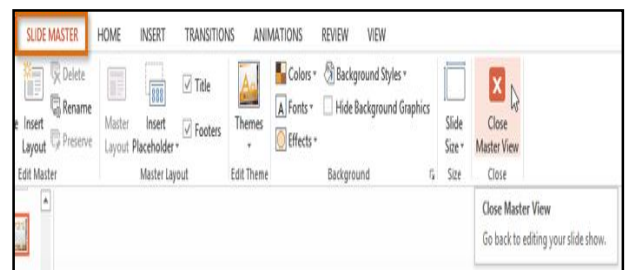 SLIDE MASTER HOME INSERT TRANSITIONS ANIMATIONS REVIEW VIEW
Delete
Rename
Preserve
e Insert
Layout
Edit Master
Master
Layout
Insert
Placeholder
Title
Footers
Master Layout
Themes
Edit Theme
Colors
Fonts
Effects
Background Styles
Hide Background Graphics
Background
Slide
Size
Size
Close
Master View
Close
Close Master View
Go back to editing your slide show.